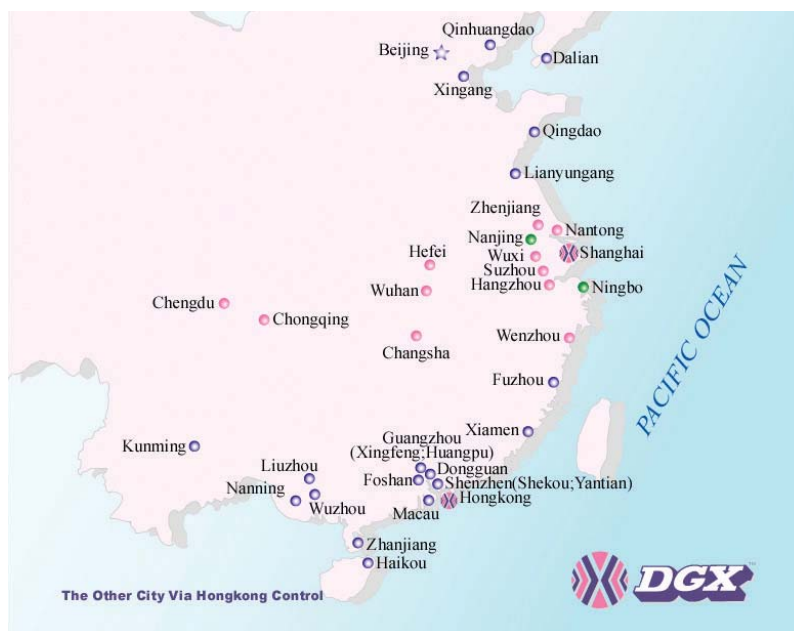 Qinhuangdao
Beijing
Dalian
Xingang
Qingdao
Lianyungang
Zhenjiang
Nantong
Nanjing
Shanghai
Hefei
Wuxi
Suzhou
Hangzhou
Wuhan
Ningbo
Chengdu
Chongqing
Wenzhou
Changsha
PACIFIC OCEAN
Fuzhou
Xiamen
Guangzhou
(Xingfeng;Huangpu)
Kunming
Liuzhou
Dongguan
Foshan
Shenzhen(Shekou;Yantian)
Nanning
Hongkong
Wuzhou
Macau
Zhanjiang
Haikou
DGX
The Other City Via Hongkong Control